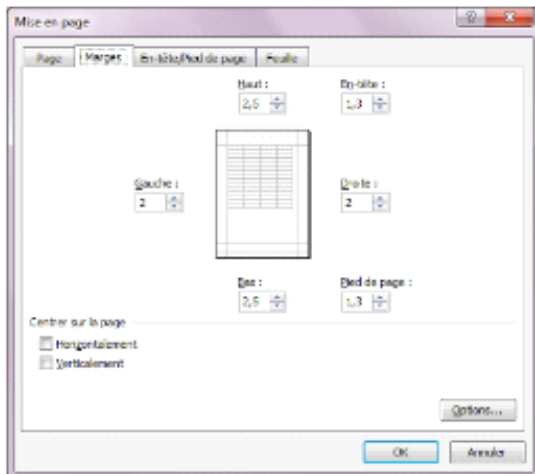 Mise en page
Page Marges En-tête/Pied de page Feuille
Haut : En-tête :
2,5 1,3
Gauche : Droite :
2 2
Bas : Pied de page :
2,5 1,3
Centrer sur la page
Horizontalement
Verticalement
Options...
OK Annuler